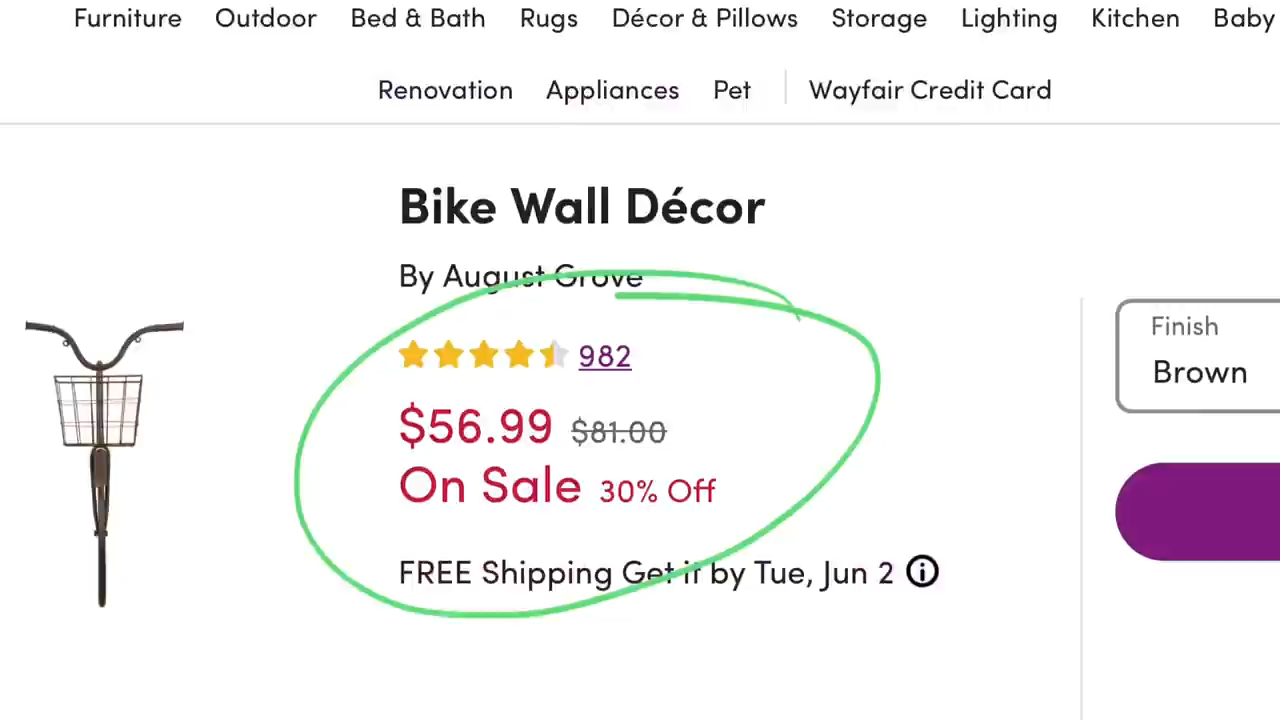 Furniture Outdoor Bed & Bath Rugs Décor & Pillows Storage Lighting Kitchen Baby
Renovation Appliances Pet Wayfair Credit Card
Bike Wall Décor
By August Grove
982
$56.99 $81.00
On Sale 30% Off
FREE Shipping Get it by Tue, Jun 2
Finish
Brown